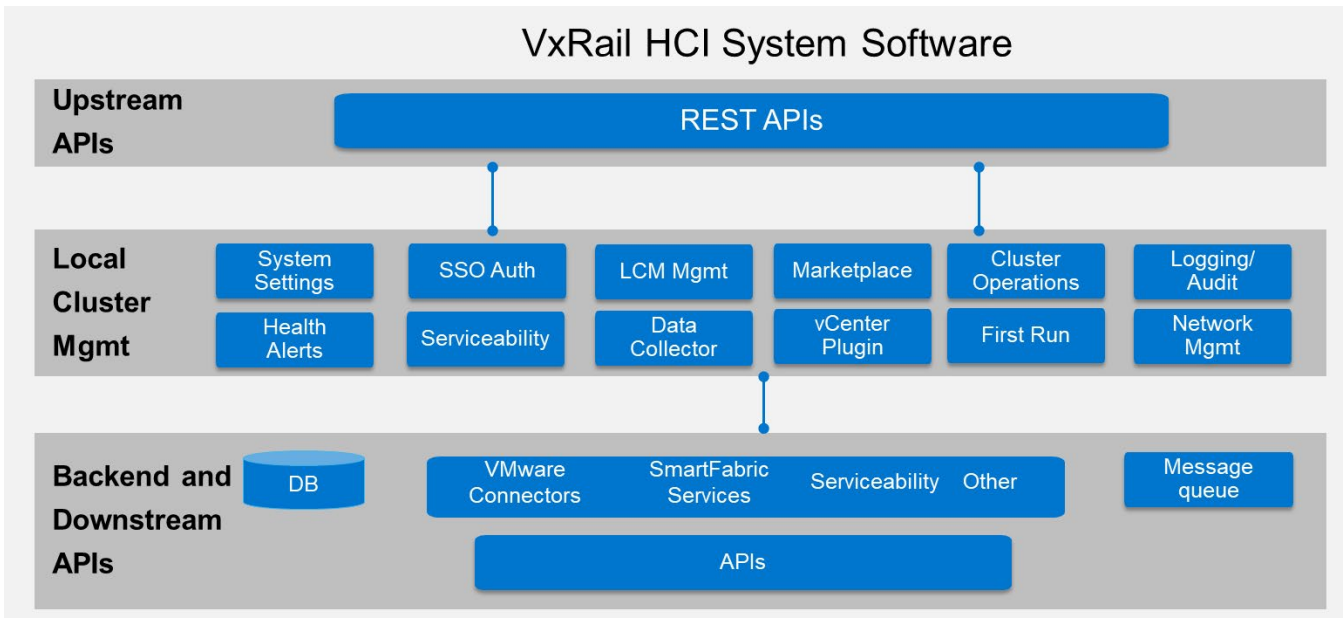 VxRail HCI System Software
Upstream
APIs
REST APIs
Local
Cluster
Mgmt
System
Settings
SSO Auth
LCM Mgmt
Marketplace
Cluster
Operations
Logging/
Audit
Health
Alerts
Serviceability
Data
Collector
vCenter
Plugin
First Run
Network
Mgmt
Backend and
Downstream
APIs
DB
VMware
Connectors
SmartFabric
Services
Serviceability
Other
Message
queue
APIs